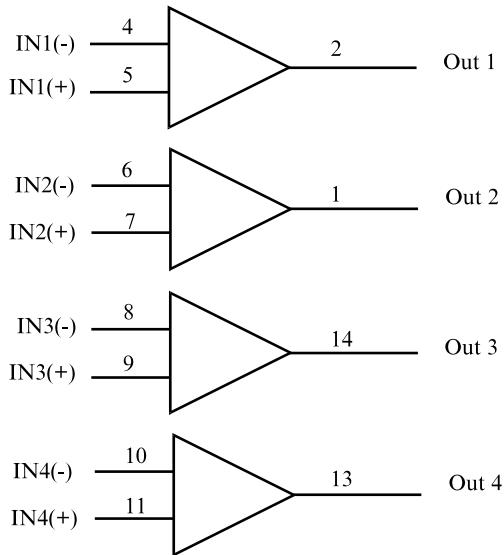 IN1(-) 4 2 Out 1
IN1(+) 5
IN2(-) 6 1 Out 2
IN2(+) 7
IN3(-) 8 14 Out 3
IN3(+) 9
IN4(-) 10 13 Out 4
IN4(+) 11